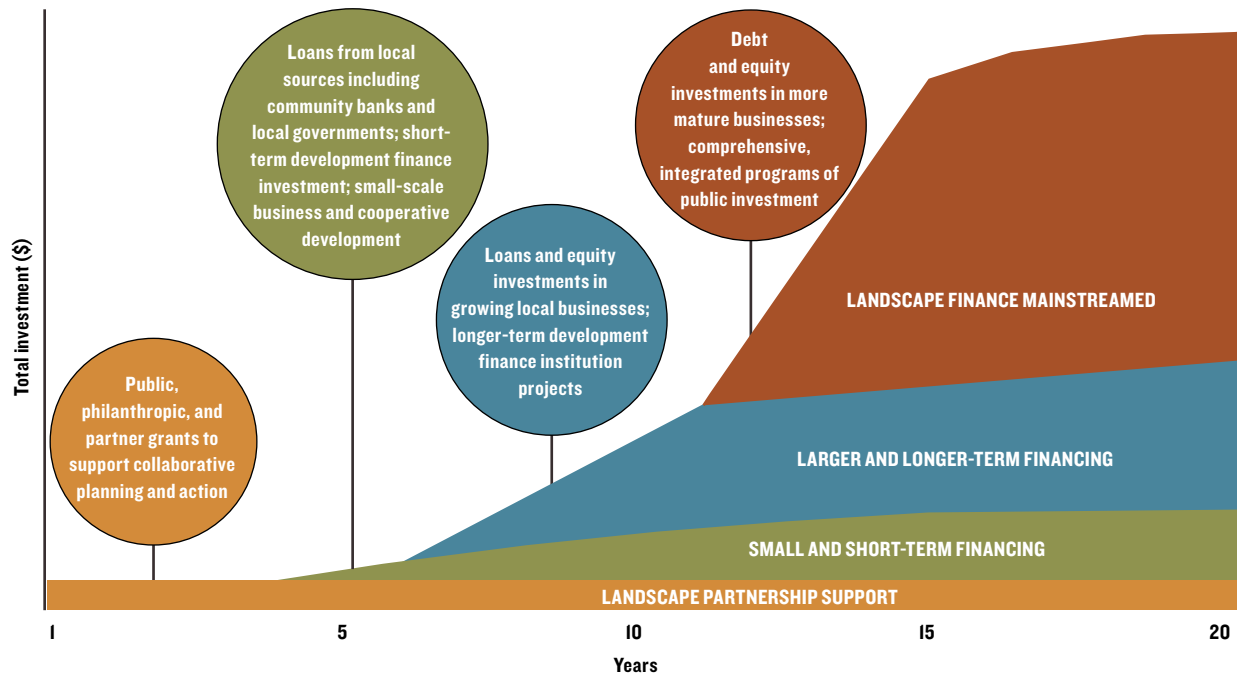 Debt
and equity
investments in more
mature businesses;
comprehensive,
integrated programs of
public investment
Loans from local
sources including
community banks and
local governments; short-
term development finance
investment; small-scale
business and cooperative
development
Loans and equity
investments in
growing local businesses;
longer-term development
finance institution
projects
Public,
philanthropic, and
partner grants to
support collaborative
planning and action
Total investment ($)
LANDSCAPE FINANCE MAINSTREAMED
LARGER AND LONGER-TERM FINANCING
SMALL AND SHORT-TERM FINANCING
LANDSCAPE PARTNERSHIP SUPPORT
1 5 10 15 20
Years